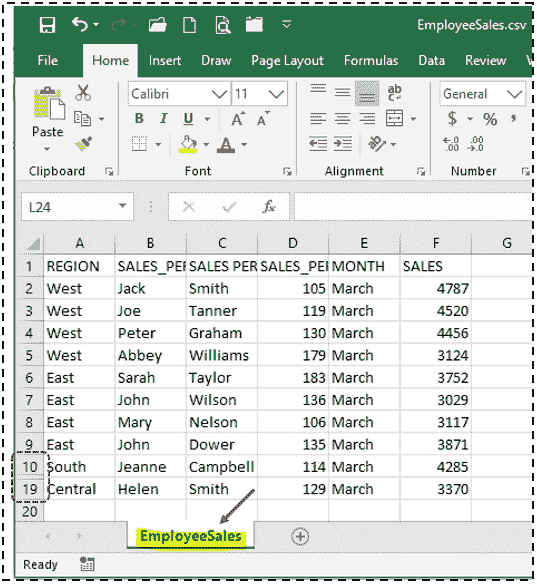 EmployeeSales.csv
File Home Insert Draw Page Layout Formulas Data Review
Paste
Calibri 11
B I U A A
ab
General
$ % ,
Clipboard Font Alignment Number
L24 fx
A B C D E F G
1 REGION SALES_PER SALES PER SALES_PER MONTH SALES
2 West Jack Smith 105 March 4787
3 West Joe Tanner 119 March 4520
4 West Peter Graham 130 March 4456
5 West Abbey Williams 179 March 3124
6 East Sarah Taylor 183 March 3752
7 East John Wilson 136 March 3029
8 East Mary Nelson 106 March 3117
9 East John Dower 135 March 3871
10 South Jeanne Campbell 114 March 4285
19 Central Helen Smith 129 March 3370
20
EmployeeSales
Ready